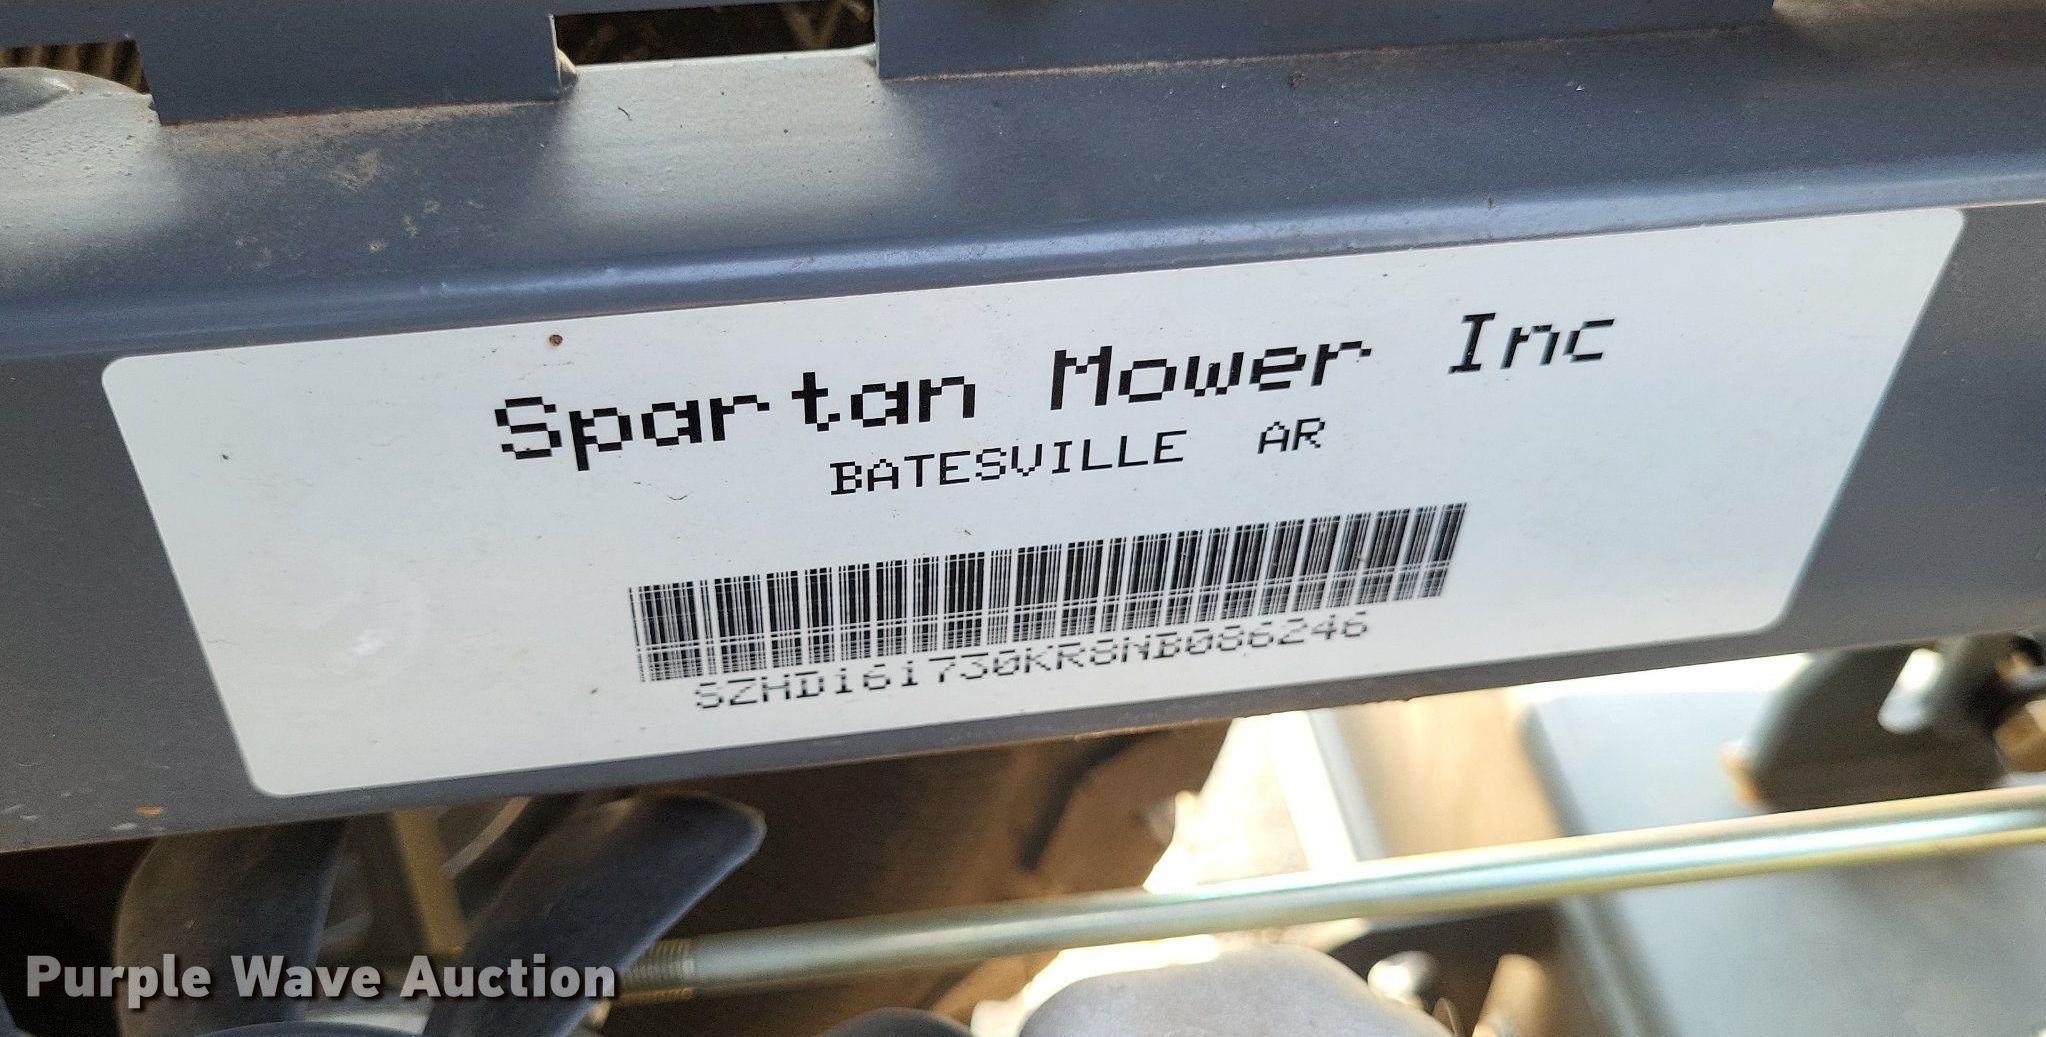 Spartan Mower Inc
BATESVILLE AR
SZHD161730KR8NB086246
Purple Wave Auction